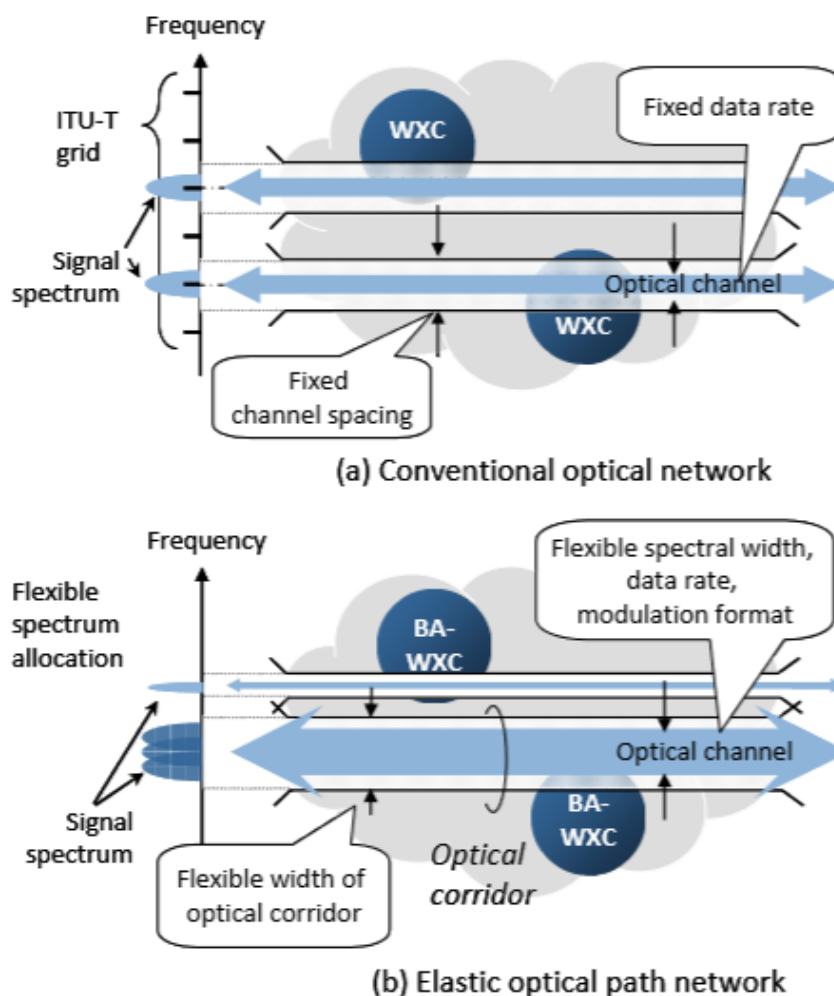 Frequency
ITU-T
grid
WXC
Fixed data rate
Signal
spectrum
Optical channel
WXC
Fixed
channel spacing
(a) Conventional optical network
Frequency
Flexible spectral width,
data rate,
modulation format
Flexible
spectrum
allocation
BA-
WXC
Optical channel
Signal
spectrum
BA-
WXC
Optical
corridor
Flexible width of
optical corridor
(b) Elastic optical path network